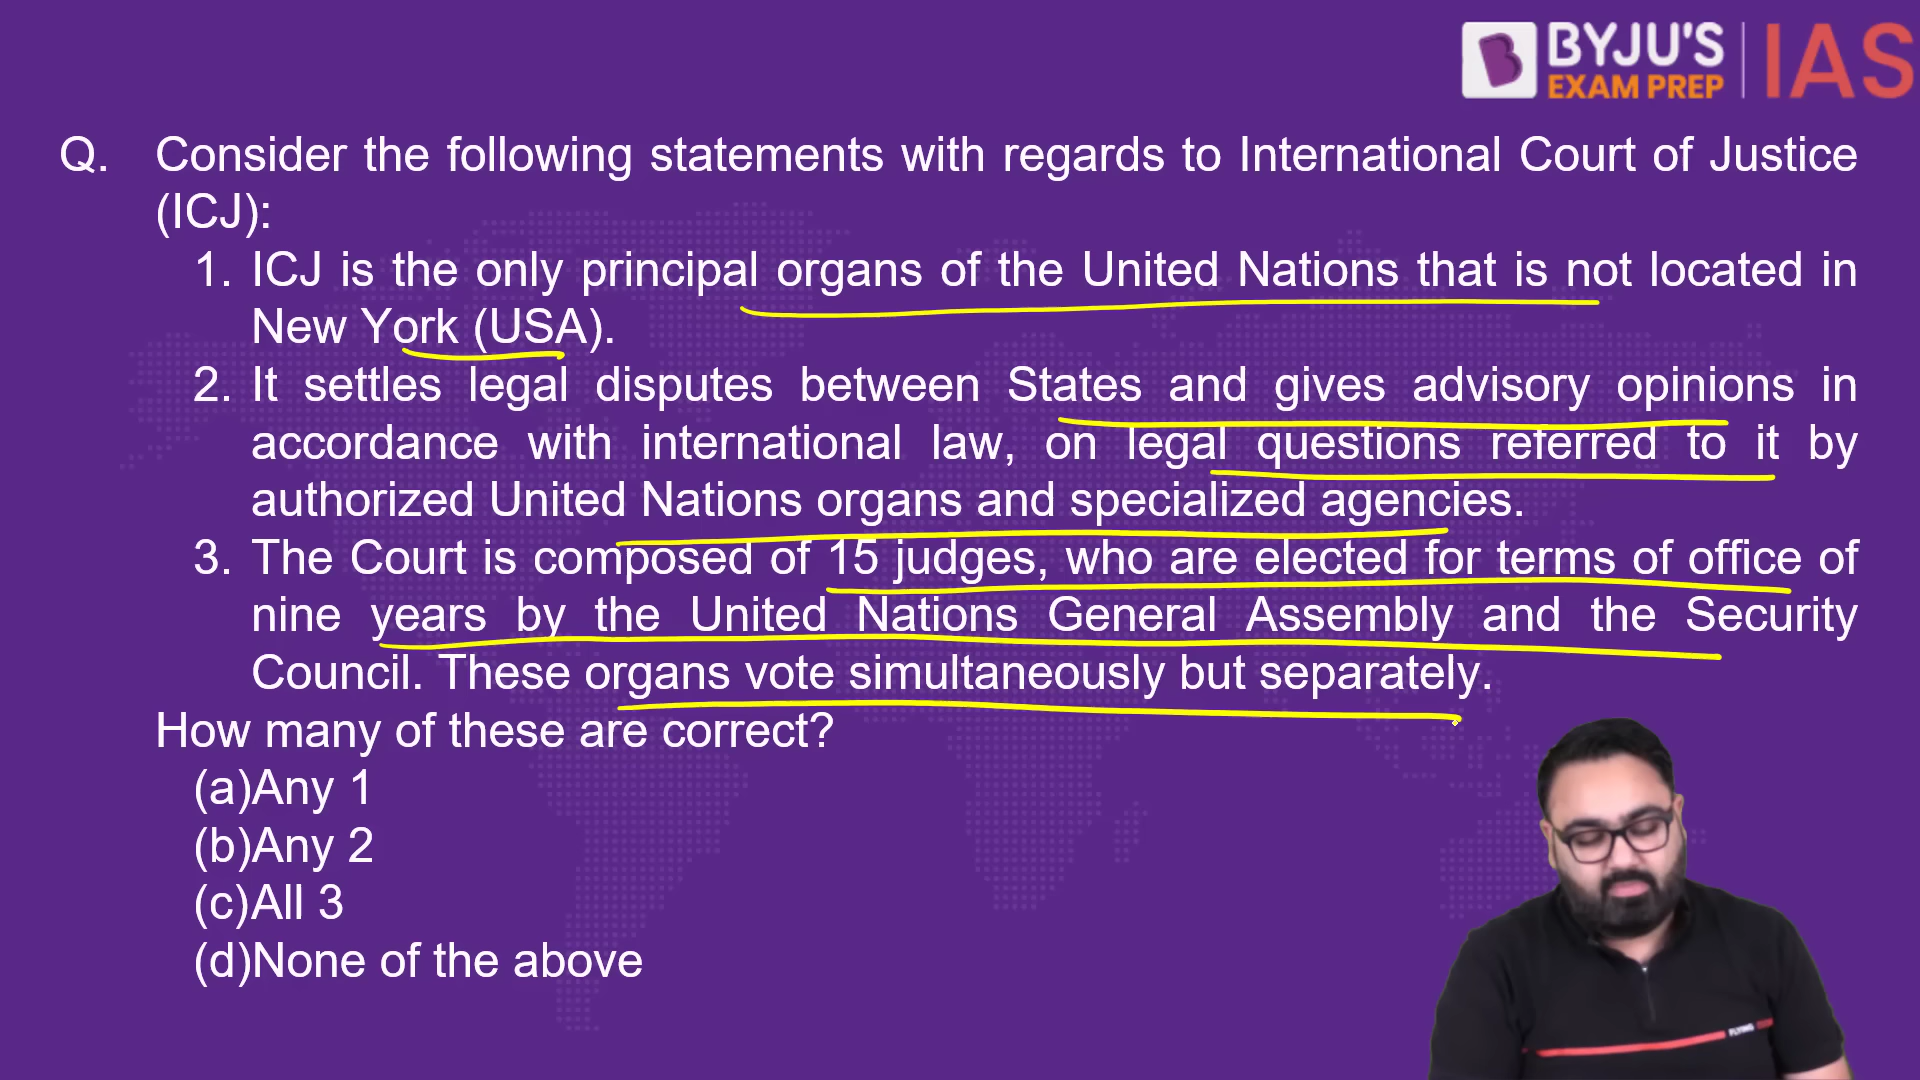 BYJU'S
EXAM PREP
IAS
Q. Consider the following statements with regards to International Court of Justice
(ICJ):
1. ICJ is the only principal organs of the United Nations that is not located in
New York (USA).
2. It settles legal disputes between States and gives advisory opinions in
accordance with international law, on legal questions referred to it by
authorized United Nations organs and specialized agencies.
3. The Court is composed of 15 judges, who are elected for terms of office of
nine years by the United Nations General Assembly and the Security
Council. These organs vote simultaneously but separately.
How many of these are correct?
(a)Any 1
(b)Any 2
(c)All 3
(d)None of the above
FLYING